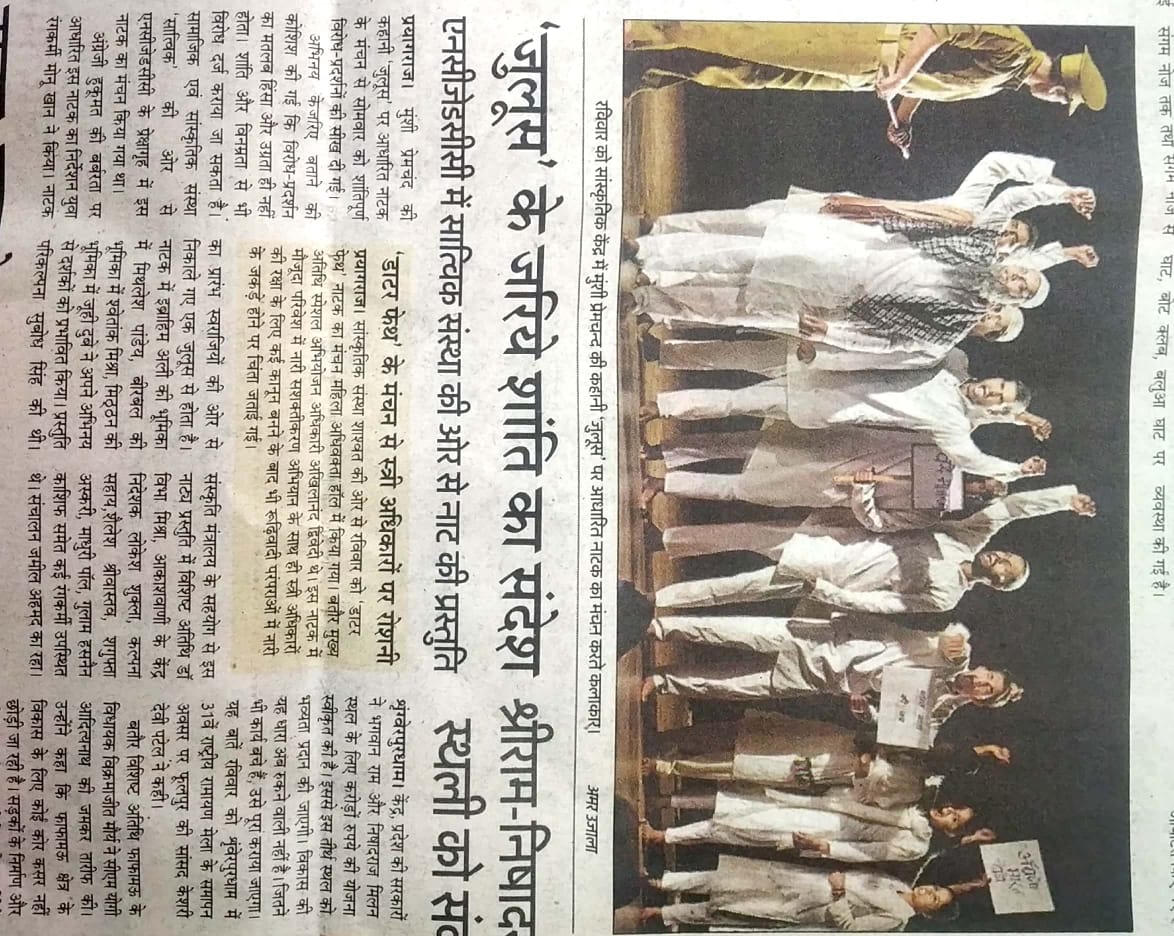 संगम नोज तक तथा संगम नोज से घाट, बोट क्लब, बलुआ घाट पर व्यवस्था की गई है।
रविवार को सांस्कृतिक केंद्र में मुंशी प्रेमचन्द की कहानी 'जुलूस' पर आधारित नाटक का मंचन करते कलाकार। अमर उजाला
'जुलूस' के जरिये शांति का संदेश
एनसीजेडसीसी में सात्विक संस्था की ओर से नाट की प्रस्तुति
प्रयागराज। मुंशी प्रेमचंद की
कहानी 'जुलूस' पर आधारित नाटक
के मंचन से सोमवार को शांतिपूर्ण
विरोध-प्रदर्शन की सीख दी गई।
अभिनय के जरिए बताने की
कोशिश की गई कि विरोध-प्रदर्शन
का मतलब हिंसा और उग्रता ही नहीं
होता। शांति और विनम्रता से भी
विरोध दर्ज कराया जा सकता है।
सामाजिक एवं सांस्कृतिक संस्था
'सात्विक' की ओर से
एनसीजेडसीसी के प्रेक्षागृह में इस
नाटक का मंचन किया गया था।
अंग्रेजी हुकूमत की बर्बरता पर
आधारित इस नाटक का निर्देशन युवा
रंगकर्मी मोनू खान ने किया। नाटक
'डाटर फेथ' के मंचन से स्त्री अधिकारों पर रोशनी
प्रयागराज। सांस्कृतिक संस्था शाश्वत की ओर से रविवार को 'डाटर
फेथ' नाटक का मंचन महिला अधिवक्ता हॉल में किया गया। बतौर मुख्य
अतिथि स्पेशल अभियोजन अधिकारी अखिलानंद द्विवेदी थे। इस नाटक में
मौजूदा परिवेश में नारी सशक्तीकरण अभियान के साथ ही स्त्री अधिकारों
की रक्षा के लिए कई कानून बनने के बाद भी रूढ़िवादी परंपराओं में नारी
के जकड़े होने पर चिंता जताई गई।
का प्रारंभ स्वराजियों की ओर से
निकाले गए एक जुलूस से होता है।
नाटक में इब्राहिम अली की भूमिका
में मिथलेश पांडेय, बीरबल की
भूमिका में श्वेतांक मिश्रा, मिट्ठन की
भूमिका में जूही दुबे ने अपने अभिनय
से दर्शकों को प्रभावित किया। प्रस्तुति
परिकल्पना सुबोध सिंह की थी।
संस्कृति मंत्रालय के सहयोग से इस
नाट्य प्रस्तुति में विशिष्ट अतिथि डॉ
विभा मिश्रा, आकाशवाणी के केंद्र
निदेशक लोकेश शुक्ला, कल्पना
सहाय,शैलेश श्रीवास्तव, शगुफ्ता
अस्करी, माधुरी पॉल, गुलाम हसनैन
काशिफ समेत कई रंगकर्मी उपस्थित
थे। संचालन जमील अहमद का रहा।
श्रीराम-निषाद
स्थली को
शृंग्वेरपुरधाम। केंद्र, प्रदेश की सरकारों
ने भगवान राम और निषादराज मिलन
स्थल के लिए करोड़ों रुपये की योजना
स्वीकृत की है। इससे इस तीर्थ स्थल को
भव्यता प्रदान की जाएगी। विकास की
यह धारा अब रुकने वाली नहीं है। जितने
भी कार्य बचे हैं, उसे पूरा कराया जाएगा।
यह बातें रविवार को शृंग्वेरपुरधाम में
31वें राष्ट्रीय रामायण मेला के समापन
अवसर पर फूलपुर की सांसद केशरी
देवी पटेल ने कहीं।
बतौर विशिष्ट अतिथि फाफामऊ के
विधायक विक्रमाजीत मौर्य ने सीएम योगी
आदित्यनाथ की जमकर तारीफ की।
उन्होंने कहा कि फाफामऊ क्षेत्र के
विकास के लिए कोई कोर कसर नहीं
छोड़ी जा रही है। सड़कों के निर्माण और